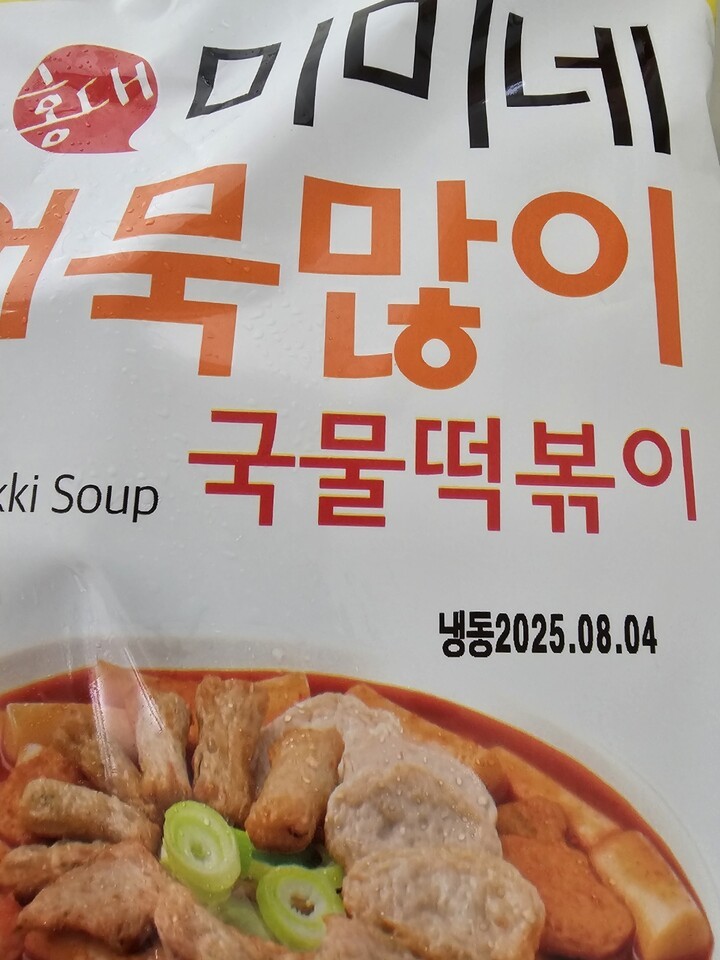 홍대 미미네
어묵많이
국물떡볶이
kki Soup
냉동2025.08.04